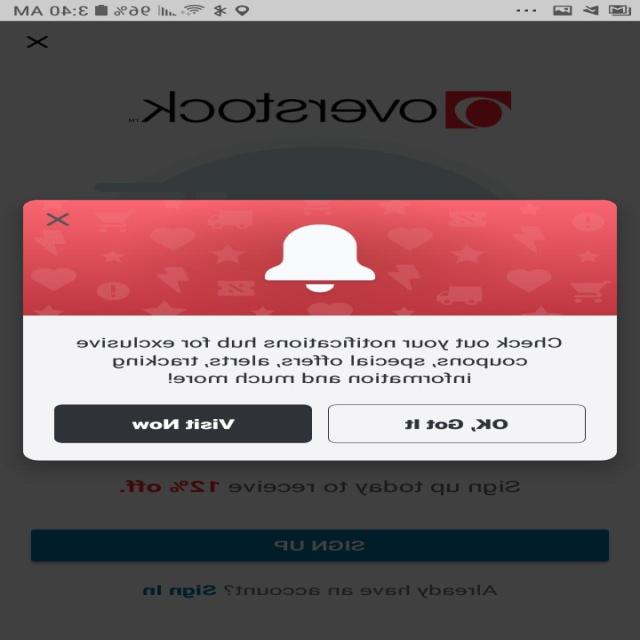 3:40 AM
96%
overstock™
Check out your notifications hub for exclusive
coupons, special offers, alerts, tracking
information and much more!
OK, Got It
Visit Now
Sign up today to receive 12% off.
SIGN UP
Already have an account? Sign In